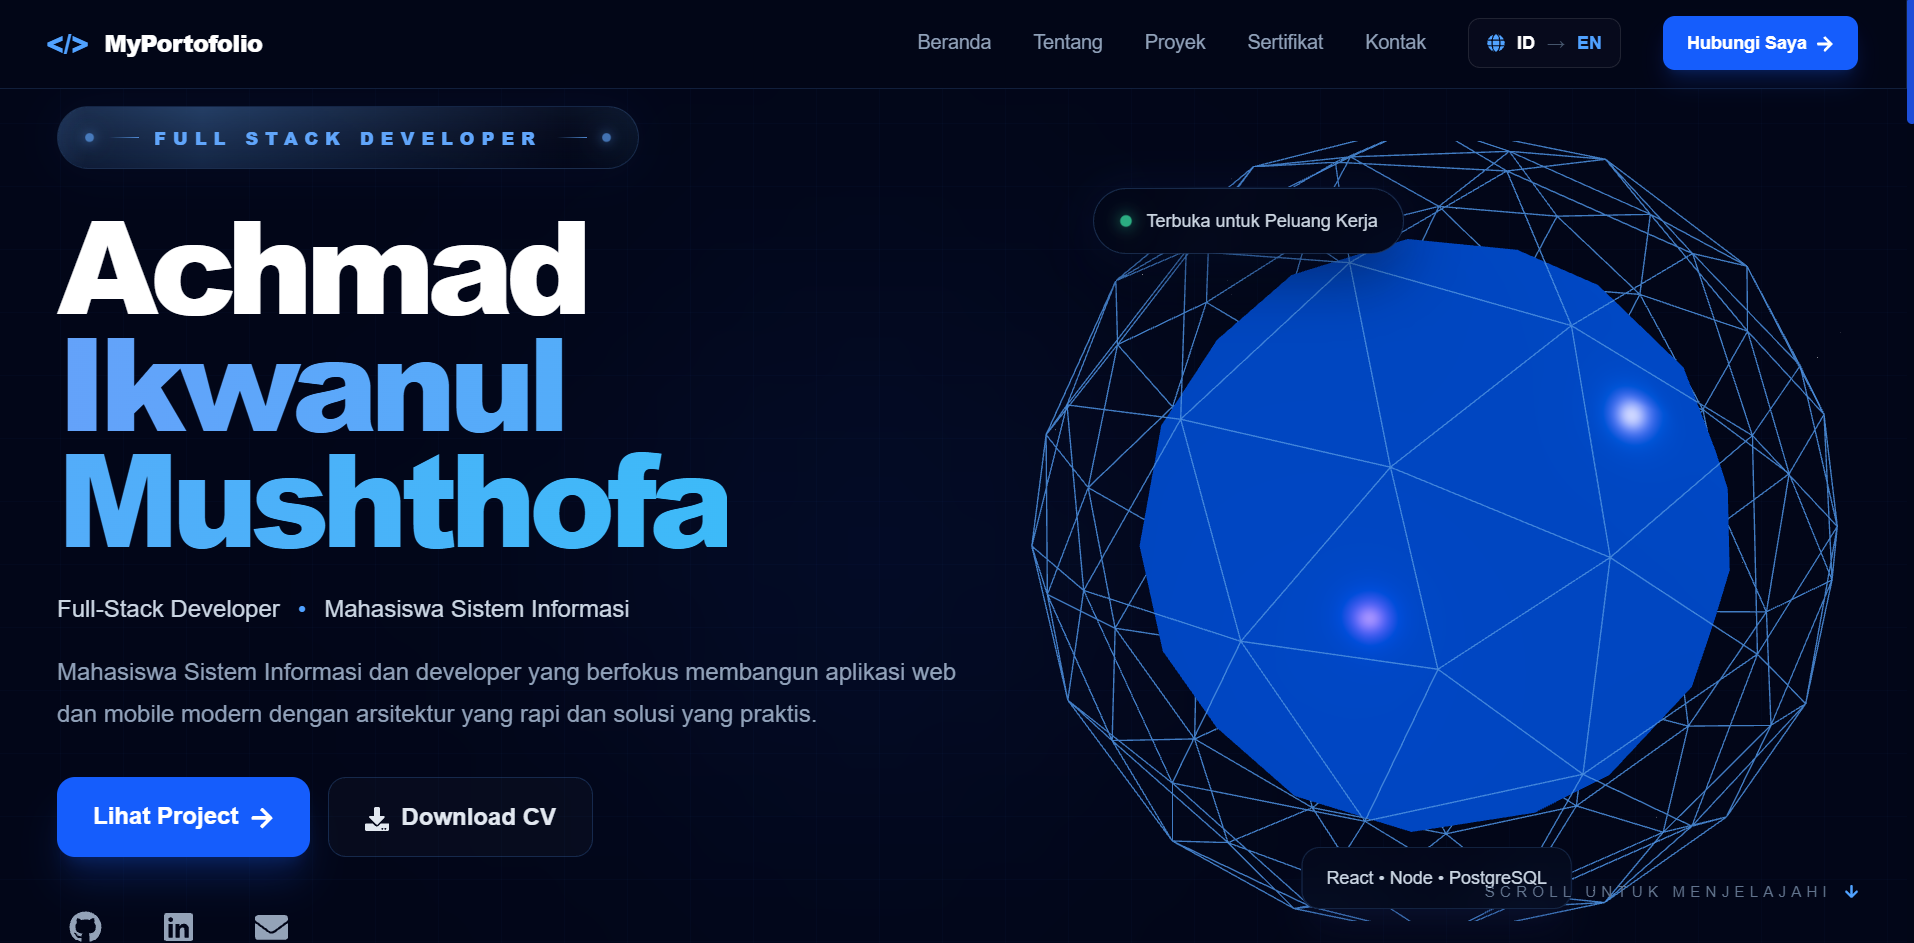 </> MyPortofolio
Beranda Tentang Proyek Sertifikat Kontak ID → EN Hubungi Saya →
FULL STACK DEVELOPER
Achmad
Ikwanul
Mushthofa
Full-Stack Developer • Mahasiswa Sistem Informasi
Mahasiswa Sistem Informasi dan developer yang berfokus membangun aplikasi web
dan mobile modern dengan arsitektur yang rapi dan solusi yang praktis.
Lihat Project →
Download CV
Terbuka untuk Peluang Kerja
React • Node • PostgreSQL
SCROLL UNTUK MENJELAJAHI ↓